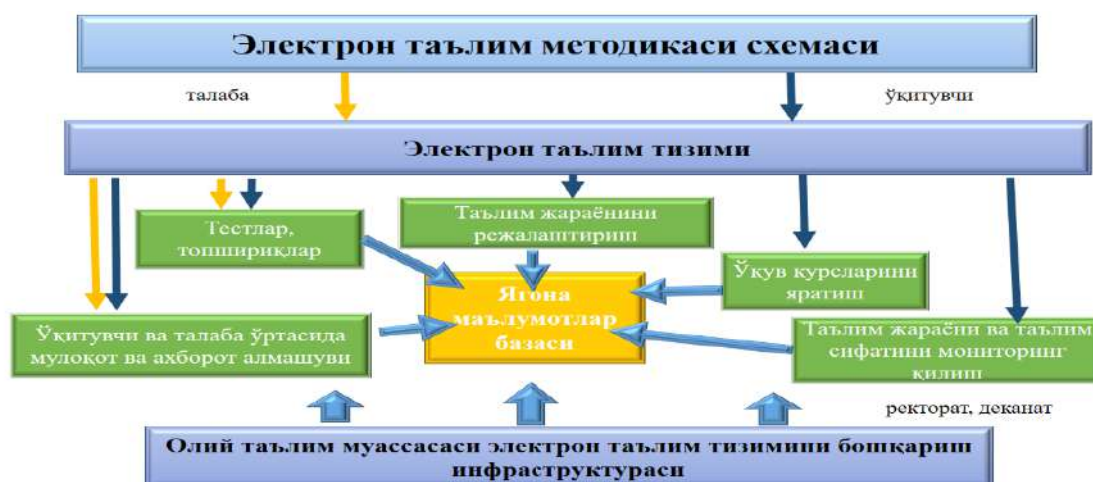 Электрон таълим методикаси схемаси
талаба
ўқитувчи
Электрон таълим тизими
Тестлар,
топшириқлар
Таълим жараёнини
режалаштириш
Ўқув курсларини
яратиш
Ягона
маълумотлар
базаси
Ўқитувчи ва талаба ўртасида
мулоқот ва ахборот алмашуви
Таълим жараёни ва таълим
сифатини мониторинг
қилиш
ректорат, деканат
Олий таълим муассасаси электрон таълим тизимини бошқариш
инфраструктураси